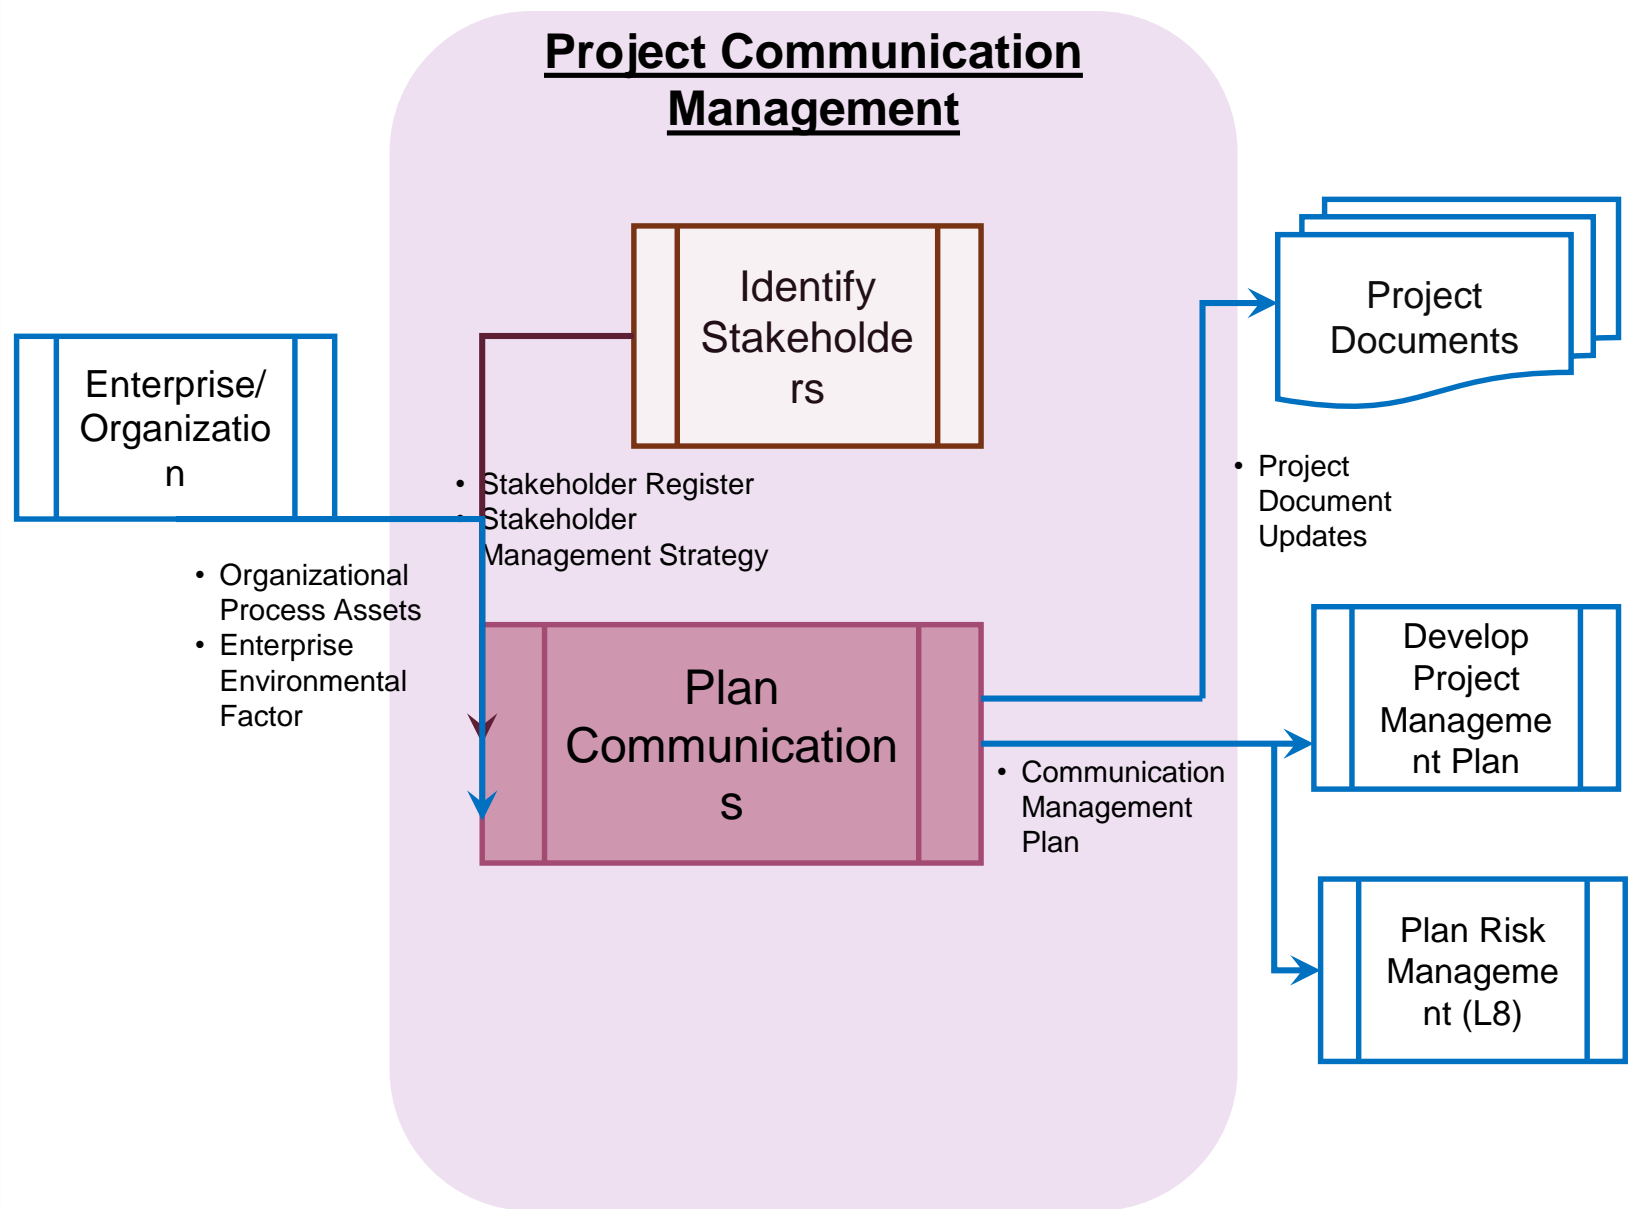 Project Communication
Management
Identify
Stakeholde
rs
Project
Documents
Enterprise/
Organizatio
n
• Stakeholder Register
• Stakeholder
Management Strategy
• Project
Document
Updates
• Organizational
Process Assets
• Enterprise
Environmental
Factor
Plan
Communication
s
Develop
Project
Manageme
nt Plan
• Communication
Management
Plan
Plan Risk
Manageme
nt (L8)